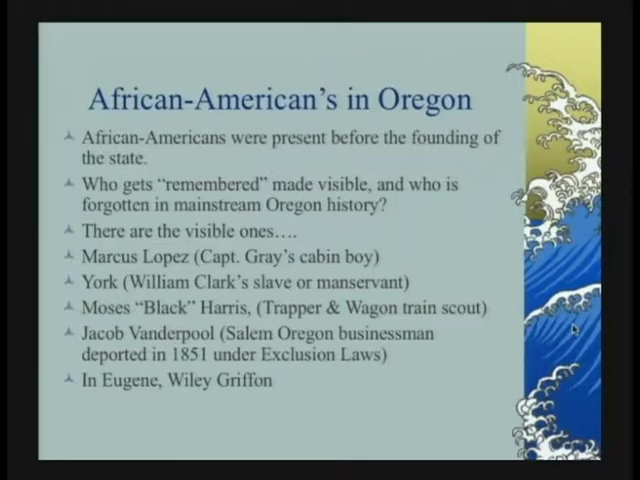 African-American's in Oregon
African-Americans were present before the founding of
the state.
Who gets “remembered” made visible, and who is
forgotten in mainstream Oregon history?
There are the visible ones….
Marcus Lopez (Capt. Gray's cabin boy)
York (William Clark's slave or manservant)
Moses “Black” Harris, (Trapper & Wagon train scout)
Jacob Vanderpool (Salem Oregon businessman
deported in 1851 under Exclusion Laws)
In Eugene, Wiley Griffon